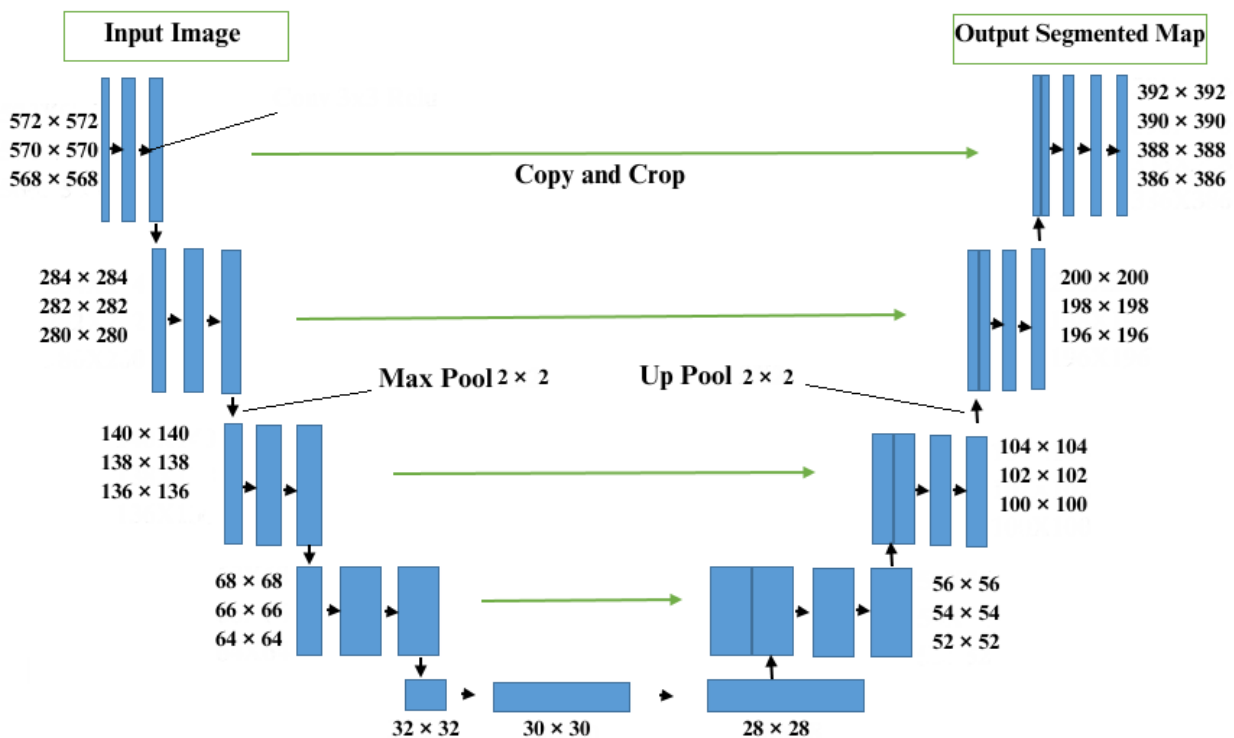 Input Image
Output Segmented Map
572 × 572
570 × 570
568 × 568
392 × 392
390 × 390
388 × 388
386 × 386
Copy and Crop
284 × 284
282 × 282
280 × 280
200 × 200
198 × 198
196 × 196
Max Pool 2 × 2
Up Pool 2 × 2
140 × 140
138 × 138
136 × 136
104 × 104
102 × 102
100 × 100
68 × 68
66 × 66
64 × 64
56 × 56
54 × 54
52 × 52
32 × 32
30 × 30
28 × 28